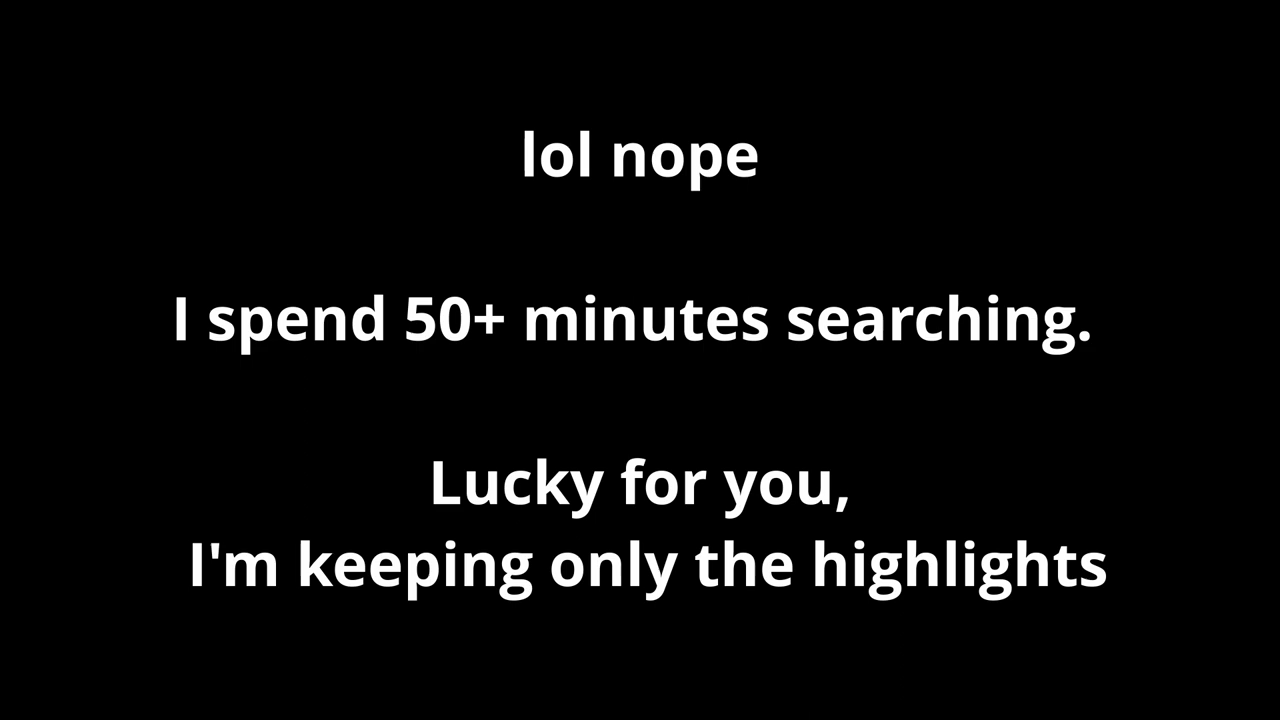 lol nope
I spend 50+ minutes searching.
Lucky for you,
I'm keeping only the highlights